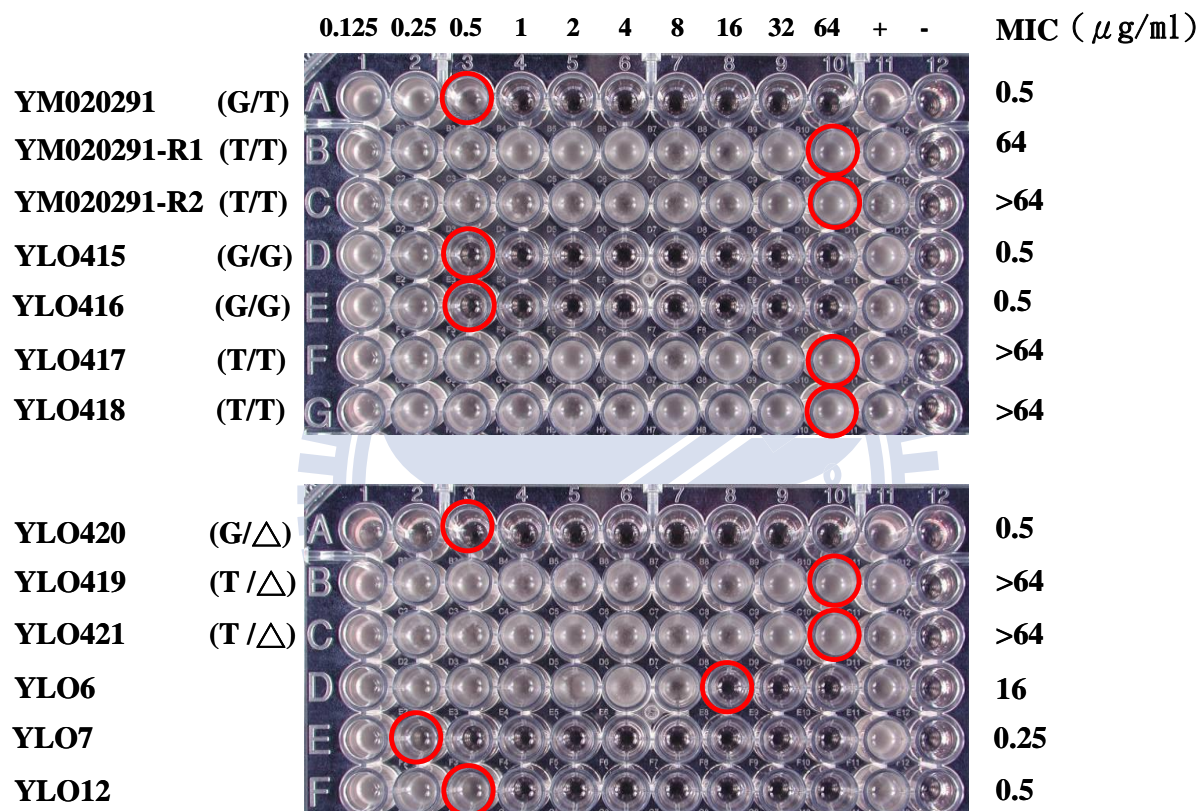 0.125 0.25 0.5 1 2 4 8 16 32 64 + - MIC (μg/ml)
1 2 3 4 5 6 7 8 9 10 11 12
YM020291 (G/T) A 0.5
YM020291-R1 (T/T) B 64
YM020291-R2 (T/T) C >64
YLO415 (G/G) D 0.5
YLO416 (G/G) E 0.5
YLO417 (T/T) F >64
YLO418 (T/T) G >64
1 2 3 4 5 6 7 8 9 10 11 12
YLO420 (G/△) A 0.5
YLO419 (T /△) B >64
YLO421 (T /△) C >64
YLO6 D 16
YLO7 E 0.25
YLO12 F 0.5